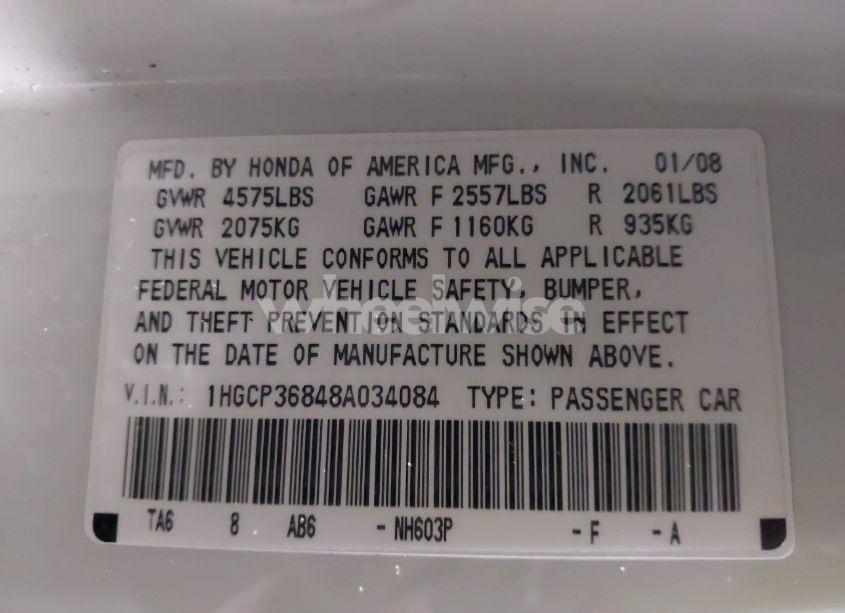 MFD. BY HONDA OF AMERICA MFG., INC. 01/08
GVWR 4575LBS GAWR F 2557LBS R 2061LBS
GVWR 2075KG GAWR F 1160KG R 935KG
THIS VEHICLE CONFORMS TO ALL APPLICABLE
FEDERAL MOTOR VEHICLE SAFETY, BUMPER,
wheelwise
AND THEFT PREVENTION STANDARDS IN EFFECT
ON THE DATE OF MANUFACTURE SHOWN ABOVE.
V.I.N.: 1HGCP36848A034084 TYPE: PASSENGER CAR
TA6 8 AB6 - NH603P - F - A